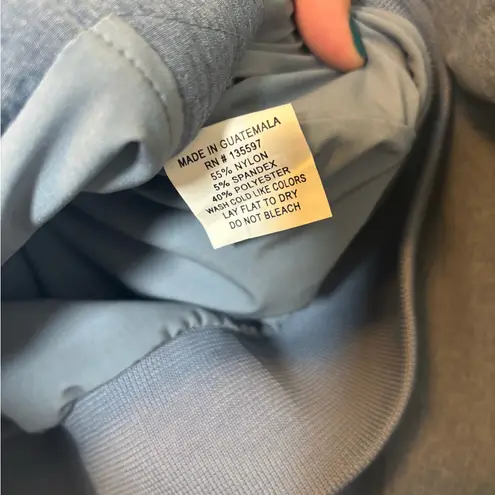 MADE IN GUATEMALA
RN # 135597
55% NYLON
5% SPANDEX
40% POLYESTER
WASH COLD LIKE COLORS
LAY FLAT TO DRY
DO NOT BLEACH